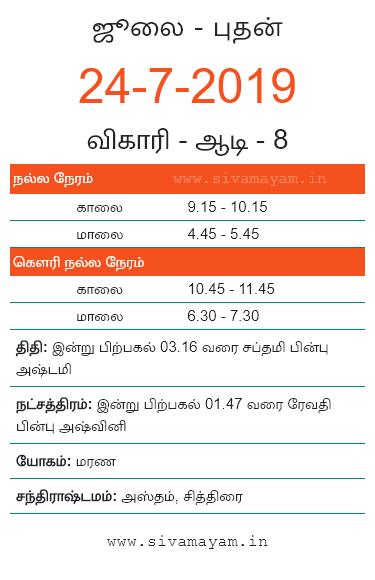 ஜூலை - புதன்
24-7-2019
விகாரி - ஆடி - 8
நல்ல நேரம் www.sivamayam.in
காலை 9.15 - 10.15
மாலை 4.45 - 5.45
கௌரி நல்ல நேரம்
காலை 10.45 - 11.45
மாலை 6.30 - 7.30
திதி: இன்று பிற்பகல் 03.16 வரை சப்தமி பின்பு
அஷ்டமி
நட்சத்திரம்: இன்று பிற்பகல் 01.47 வரை ரேவதி
பின்பு அஷ்வினி
யோகம்: மரண
சந்திராஷ்டமம்: அஸ்தம், சித்திரை
www.sivamayam.in